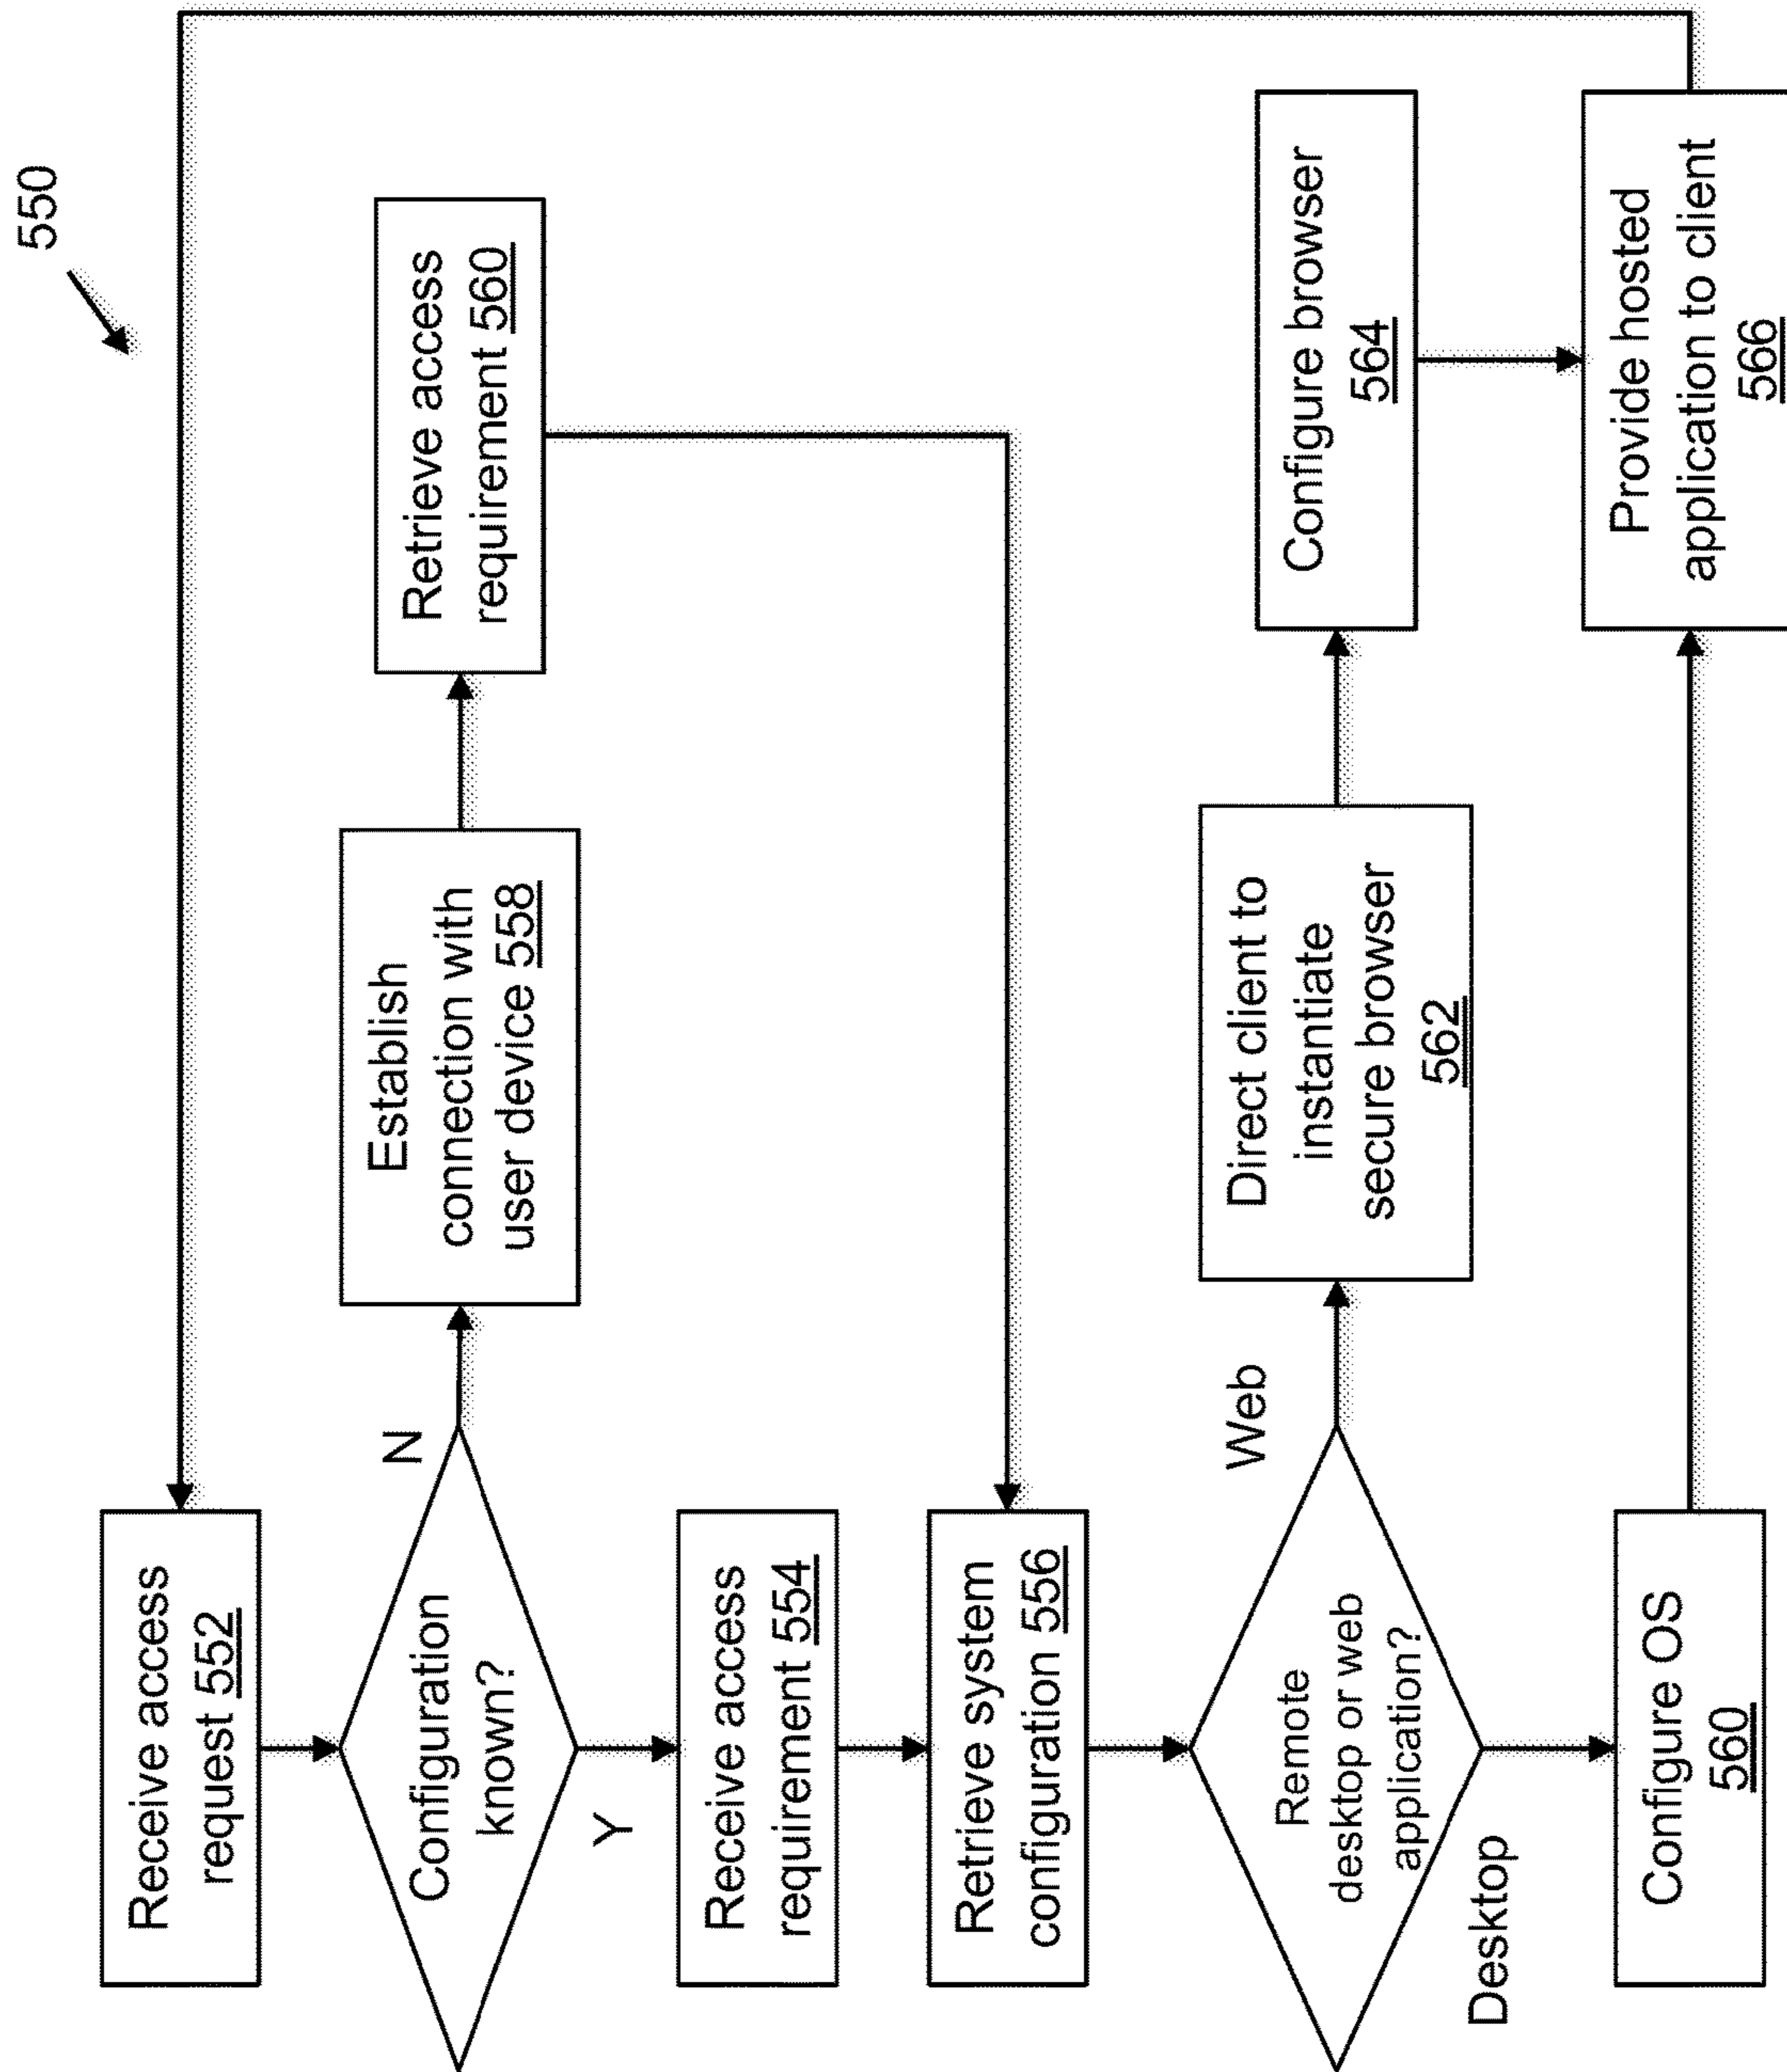 550
Receive access
request 552
Configuration
known?
N
Y
Establish
connection with
user device 558
Retrieve access
requirement 560
Receive access
requirement 554
Retrieve system
configuration 556
Remote
desktop or web
application?
Web
Desktop
Direct client to
instantiate
secure browser
562
Configure browser
564
Configure OS
560
Provide hosted
application to client
566